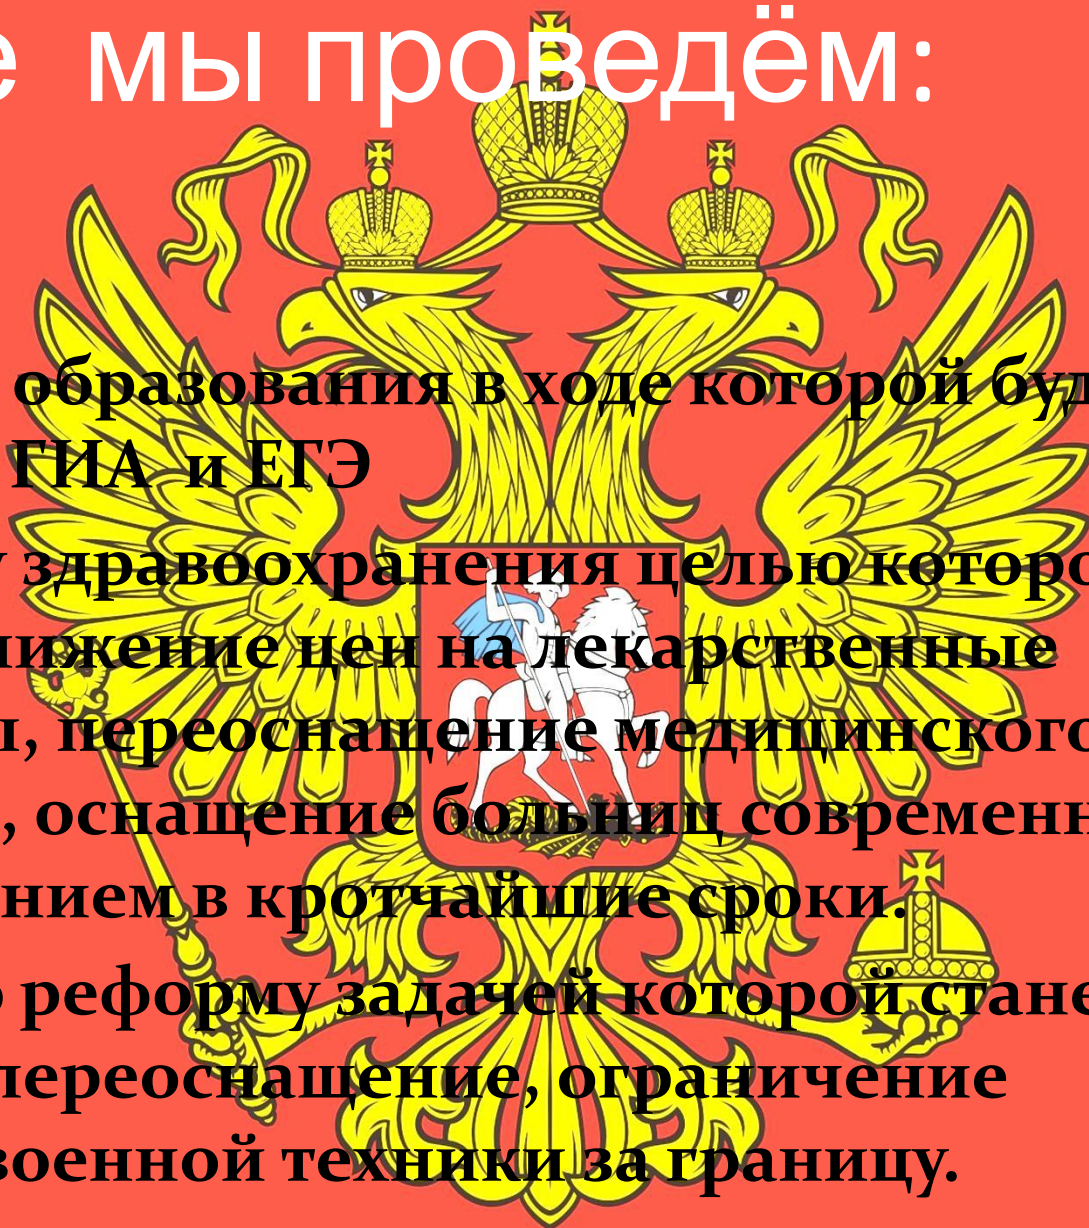 е мы проведём:
образования в ходе которой буд
ГИА и ЕГЭ
у здравоохранения целью которо
нижение цен на лекарственные
, переоснащение медицинского
, оснащение больниц современн
нием в кротчайшие сроки.
реформу задачей которой стане
переоснащение, ограничение
военной техники за границу.